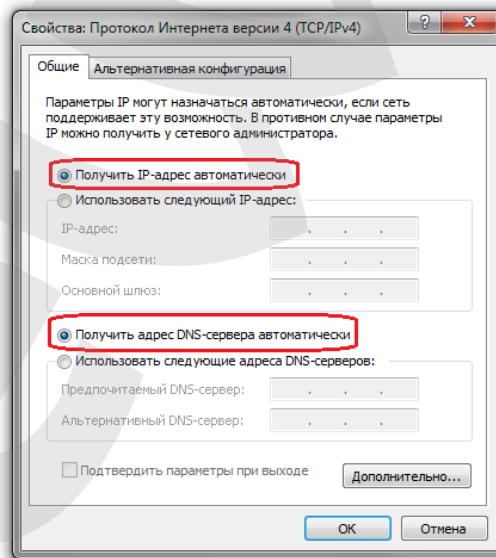 Свойства: Протокол Интернета версии 4 (TCP/IPv4)
Общие
Альтернативная конфигурация
Параметры IP могут назначаться автоматически, если сеть
поддерживает эту возможность. В противном случае параметры
IP можно получить у сетевого администратора.
Получить IP-адрес автоматически
Использовать следующий IP-адрес:
IP-адрес:
Маска подсети:
Основной шлюз:
Получить адрес DNS-сервера автоматически
Использовать следующие адреса DNS-серверов:
Предпочитаемый DNS-сервер:
Альтернативный DNS-сервер:
Подтвердить параметры при выходе
Дополнительно...
ОК
Отмена